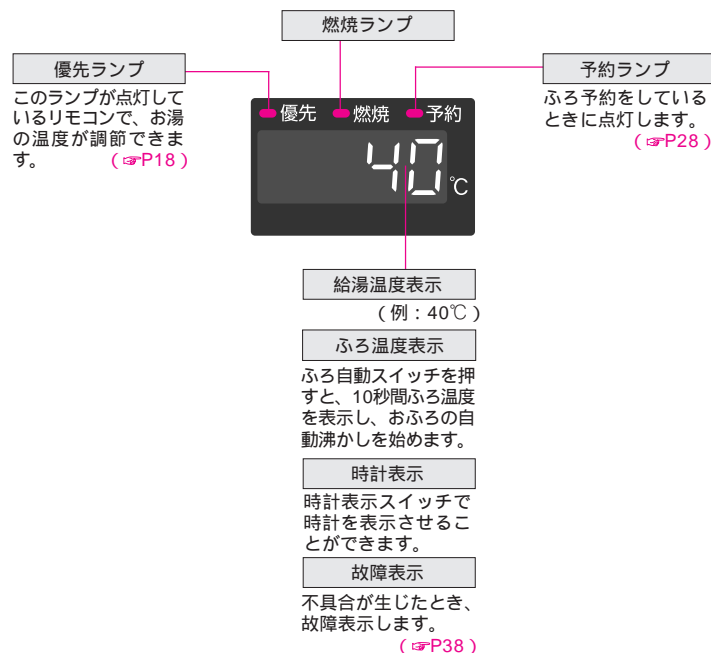 燃焼ランプ
優先ランプ
このランプが点灯して
いるリモコンで、お湯
の温度が調節できま
す。 (☞P18)
予約ランプ
ふろ予約をしている
ときに点灯します。
(☞P28)
優先 燃焼 予約
40℃
給湯温度表示
(例：40℃)
ふろ温度表示
ふろ自動スイッチを押
すと、10秒間ふろ温度
を表示し、おふろの自
動沸かしを始めます。
時計表示
時計表示スイッチで
時計を表示させるこ
とができます。
故障表示
不具合が生じたとき、
故障表示します。
(☞P38)